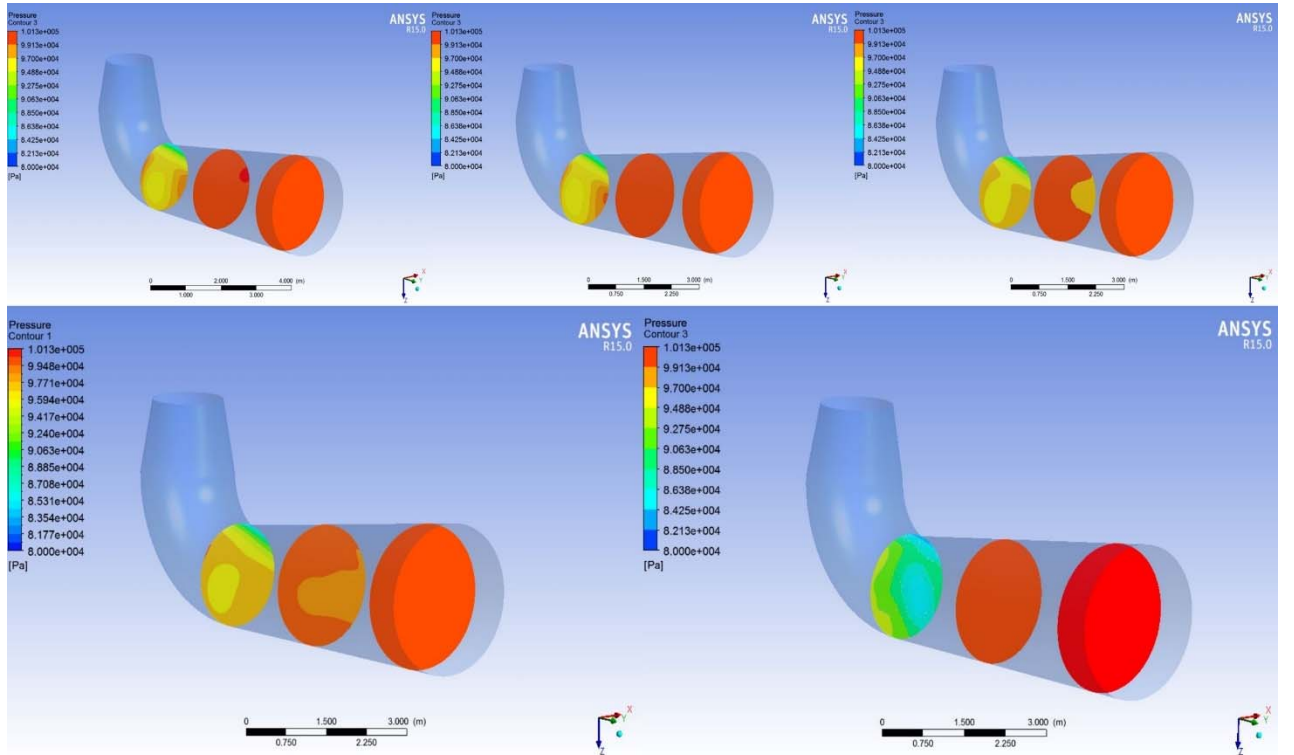 Pressure
Contour 3
1.013e+005
9.913e+004
9.700e+004
9.488e+004
9.275e+004
9.063e+004
8.850e+004
8.638e+004
8.425e+004
8.213e+004
8.000e+004
[Pa]
ANSYS
R15.0
0 2.000 4.000 (m)
1.000 3.000
X
Y
Z
Pressure
Contour 3
1.013e+005
9.913e+004
9.700e+004
9.488e+004
9.275e+004
9.063e+004
8.850e+004
8.638e+004
8.425e+004
8.213e+004
8.000e+004
[Pa]
ANSYS
R15.0
0 1.500 3.000 (m)
0.750 2.250
X
Y
Z
Pressure
Contour 3
1.013e+005
9.913e+004
9.700e+004
9.488e+004
9.275e+004
9.063e+004
8.850e+004
8.638e+004
8.425e+004
8.213e+004
8.000e+004
[Pa]
ANSYS
R15.0
0 1.500 3.000 (m)
0.750 2.250
X
Y
Z
Pressure
Contour 1
1.013e+005
9.948e+004
9.771e+004
9.594e+004
9.417e+004
9.240e+004
9.063e+004
8.885e+004
8.708e+004
8.531e+004
8.354e+004
8.177e+004
8.000e+004
[Pa]
ANSYS
R15.0
0 1.500 3.000 (m)
0.750 2.250
X
Y
Z
Pressure
Contour 3
1.013e+005
9.913e+004
9.700e+004
9.488e+004
9.275e+004
9.063e+004
8.850e+004
8.638e+004
8.425e+004
8.213e+004
8.000e+004
[Pa]
ANSYS
R15.0
0 1.500 3.000 (m)
0.750 2.250
X
Y
Z